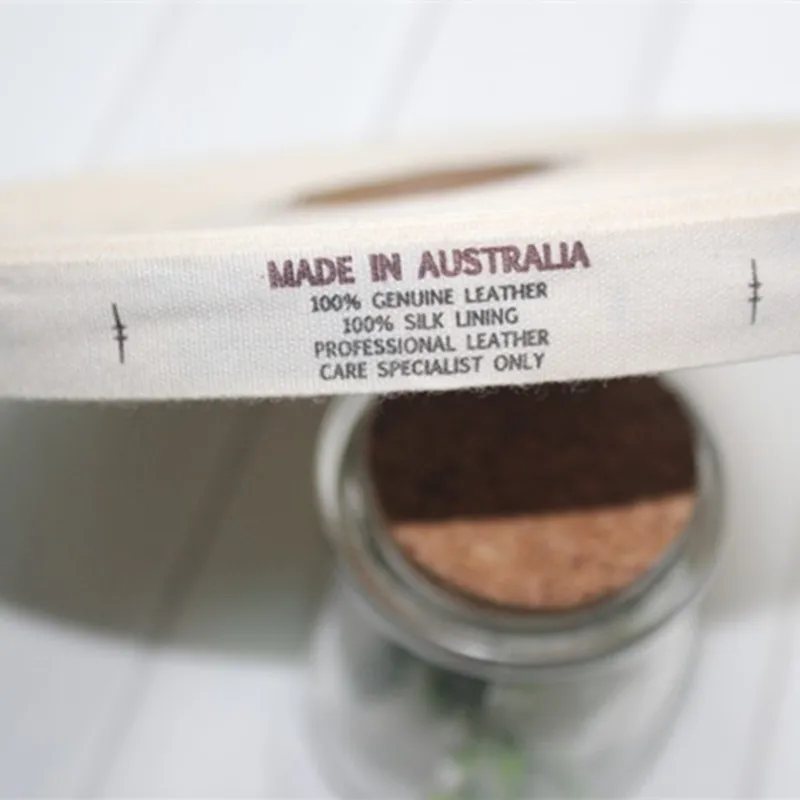 MADE IN AUSTRALIA
100% GENUINE LEATHER
100% SILK LINING
PROFESSIONAL LEATHER
CARE SPECIALIST ONLY